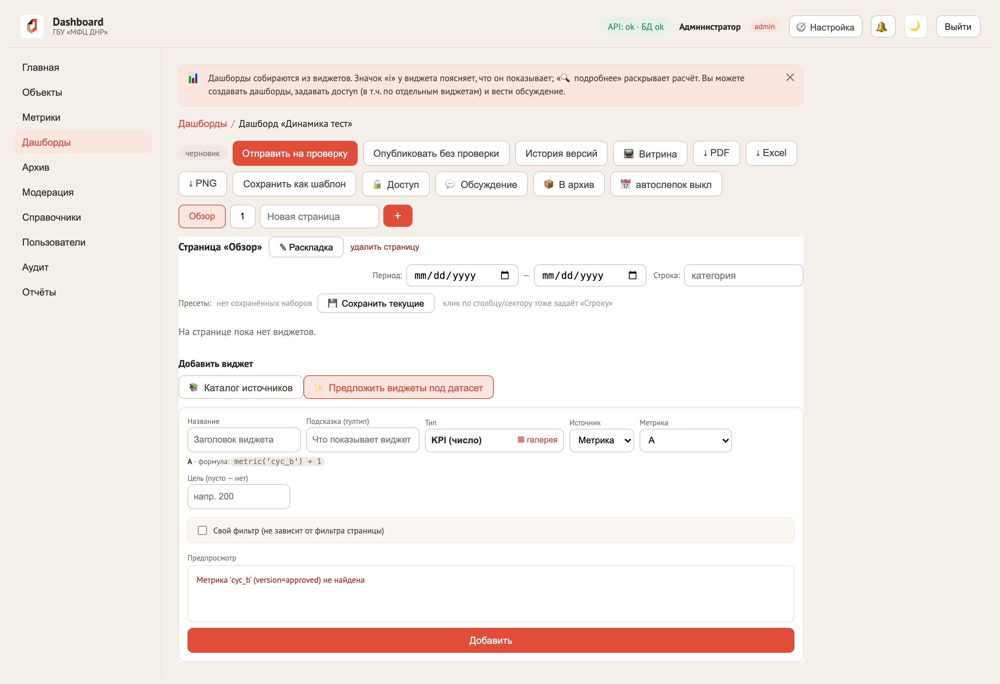 Dashboard
ГБУ «МФЦ ДНР»
API: ok · БД ok
Администратор
admin
Настройка
Выйти
Главная
Объекты
Метрики
Дашборды
Архив
Модерация
Справочники
Пользователи
Аудит
Отчёты
Дашборды собираются из виджетов. Значок «i» у виджета поясняет, что он показывает; «🔍 подробнее» раскрывает расчёт. Вы можете
создавать дашборды, задавать доступ (в т.ч. по отдельным виджетам) и вести обсуждение.
Дашборды / Дашборд «Динамика тест»
черновик
Отправить на проверку
Опубликовать без проверки
История версий
Витрина
↓ PDF
↓ Excel
↓ PNG
Сохранить как шаблон
Доступ
Обсуждение
В архив
17 автослепок выкл
Обзор
1
Новая страница
+
Страница «Обзор»
✎ Раскладка
удалить страницу
Период: mm/dd/yyyy – mm/dd/yyyy
Строка: категория
Пресеты: нет сохранённых наборов
Сохранить текущие
клик по столбцу/сектору тоже задаёт «Строку»
На странице пока нет виджетов.
Добавить виджет
Каталог источников
Предложить виджеты под датасет
Название
Заголовок виджета
Подсказка (тултип)
Что показывает виджет
Тип
KPI (число)
галерея
Источник
Метрика
Метрика
A
A · формула: metric('cyc_b') + 1
Цель (пусто — нет)
напр. 200
Свой фильтр (не зависит от фильтра страницы)
Предпросмотр
Метрика 'cyc_b' (version=approved) не найдена
Добавить